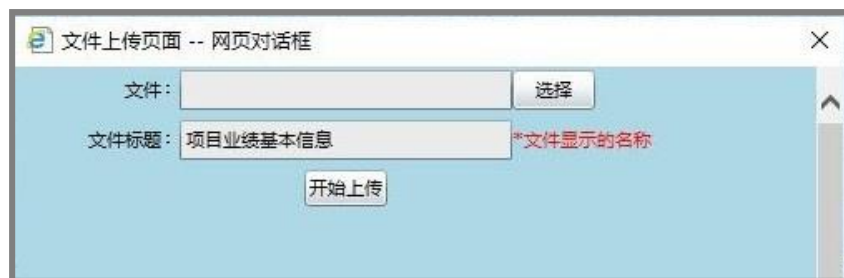 文件上传页面 -- 网页对话框
文件： 选择
文件标题： 项目业绩基本信息 *文件显示的名称
开始上传